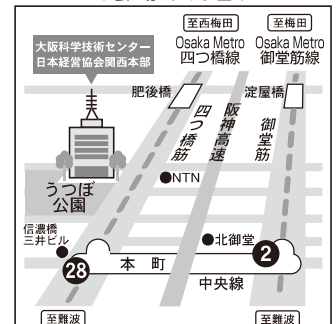 至西梅田
至梅田
Osaka Metro
四つ橋線
Osaka Metro
御堂筋線
大阪科学技術センター
日本経営協会関西本部
肥後橋
淀屋橋
四つ橋筋
阪神高速
御堂筋
うつぼ
公園
●NTN
信濃橋
三井ビル
●北御堂
28
本町
2
中央線
至難波
至難波